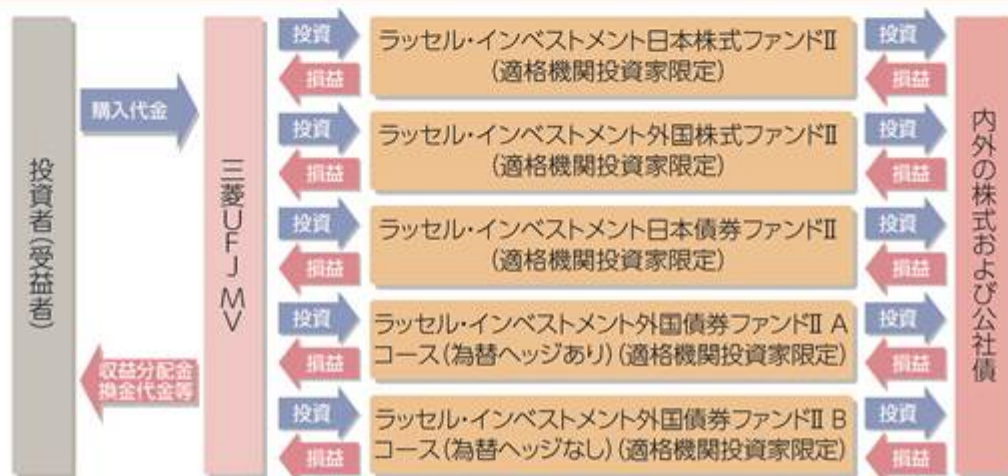 投資者(受益者)
購入代金
収益分配金
換金代金等
三菱UFJ MV
投資
損益
ラッセル・インベストメント日本株式ファンドⅡ
(適格機関投資家限定)
投資
損益
投資
損益
ラッセル・インベストメント外国株式ファンドⅡ
(適格機関投資家限定)
投資
損益
投資
損益
ラッセル・インベストメント日本債券ファンドⅡ
(適格機関投資家限定)
投資
損益
投資
損益
ラッセル・インベストメント外国債券ファンドⅡ A
コース(為替ヘッジあり)(適格機関投資家限定)
投資
損益
投資
損益
ラッセル・インベストメント外国債券ファンドⅡ B
コース(為替ヘッジなし)(適格機関投資家限定)
投資
損益
内外の株式および公社債